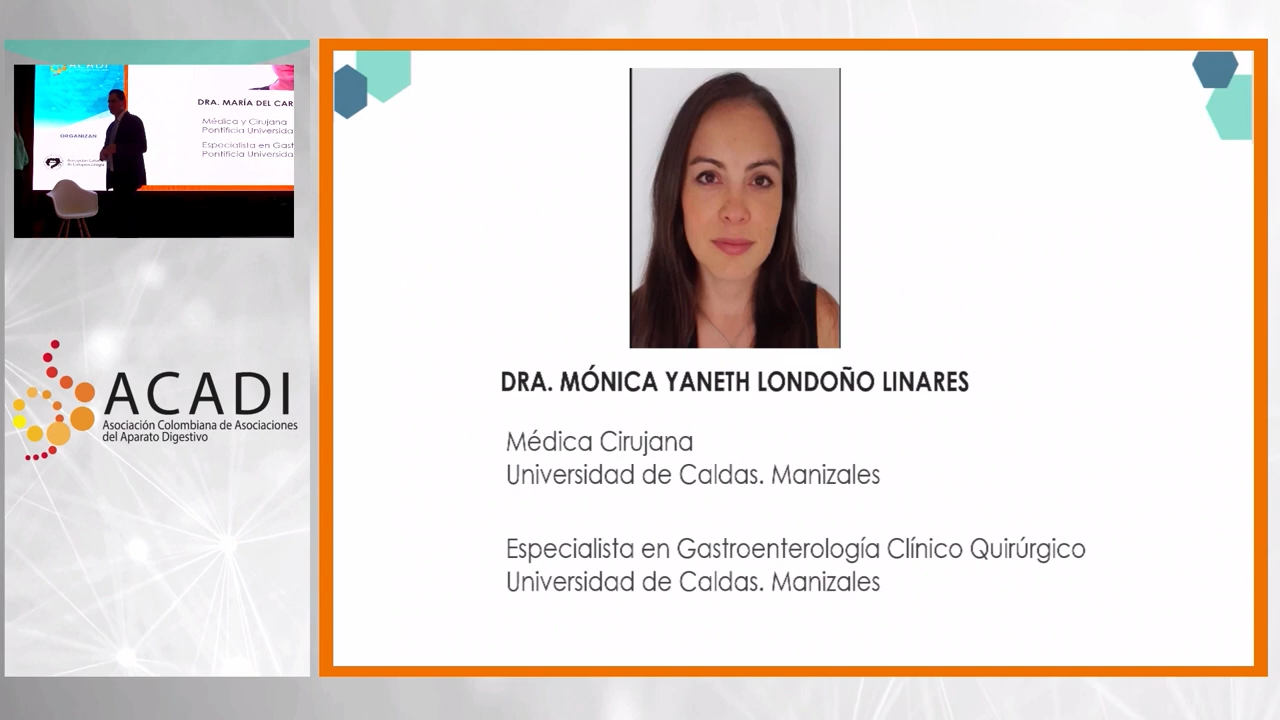 ACADI
DRA. MARÍA DEL CAR
Médica y Cirujana
Pontificia Universida
Especialista en Gast
Pontificia Universida
ORGANIZAN
ACADI
Asociación Colombiana de Asociaciones
del Aparato Digestivo
DRA. MÓNICA YANETH LONDOÑO LINARES
Médica Cirujana
Universidad de Caldas. Manizales
Especialista en Gastroenterología Clínico Quirúrgico
Universidad de Caldas. Manizales